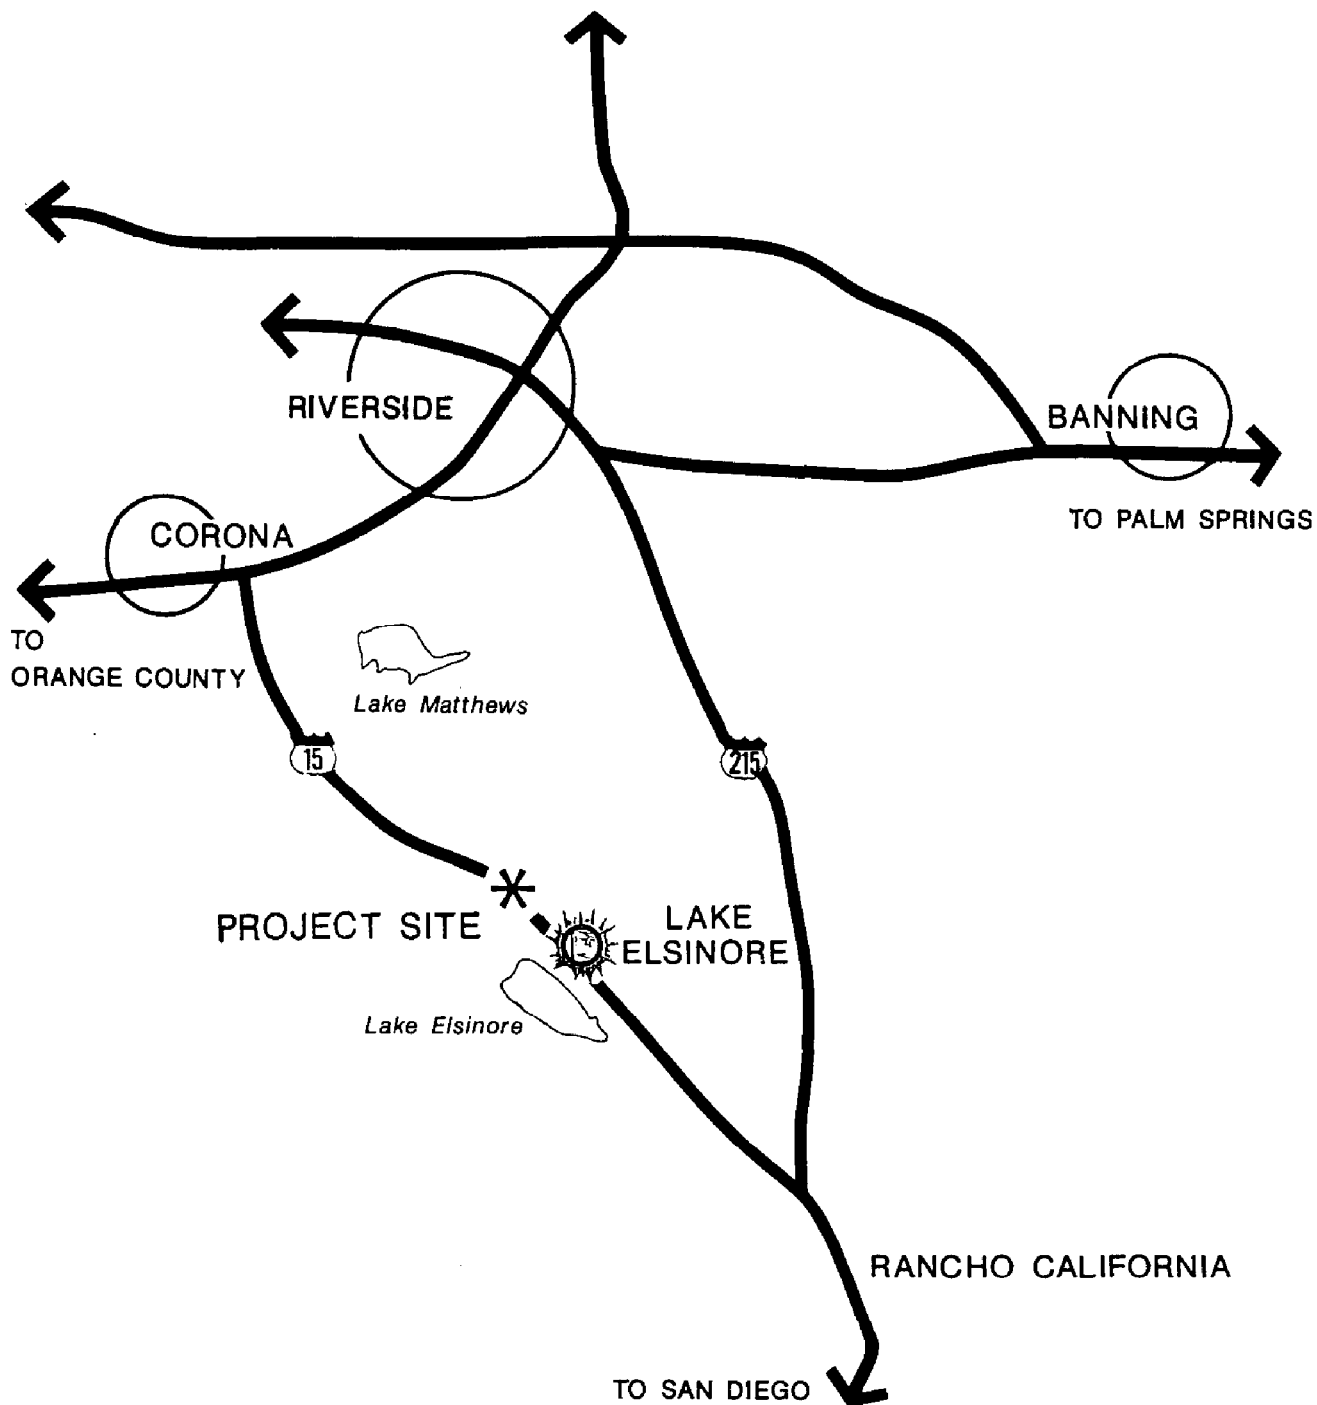 RIVERSIDE
BANNING
TO PALM SPRINGS
CORONA
TO
ORANGE COUNTY
Lake Matthews
15
215
PROJECT SITE
LAKE
ELSINORE
Lake Elsinore
RANCHO CALIFORNIA
TO SAN DIEGO